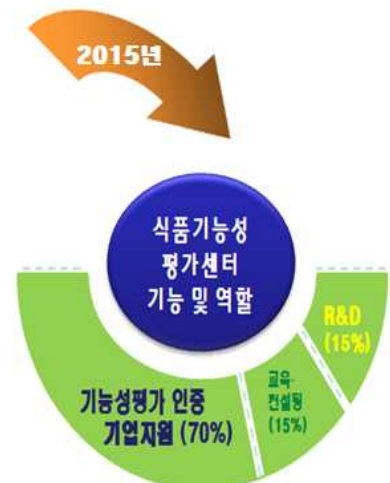 2015년
식품기능성
평가센터
기능 및 역할
R&D
(15%)
교육·
컨설팅
(15%)
기능성평가 인증
기업지원 (70%)